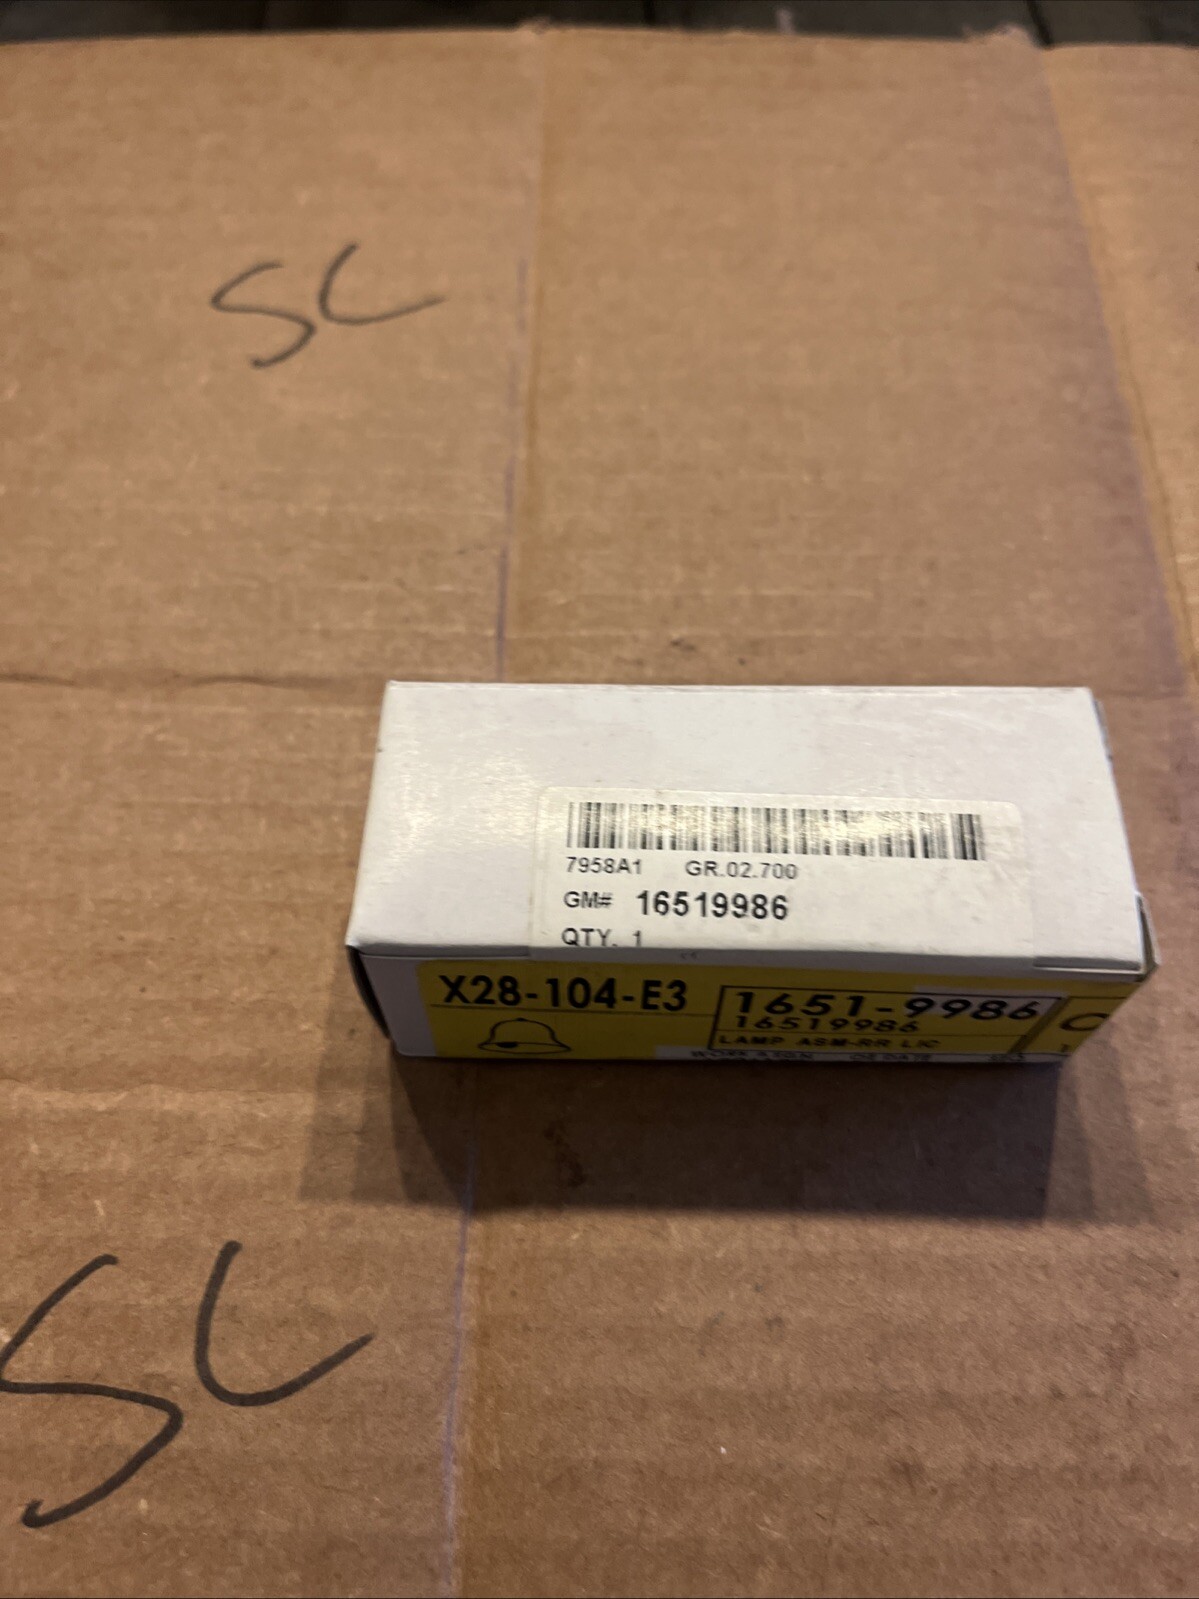 SC
7958A1 GR.02.700
GM# 16519986
QTY. 1
X28-104-E3
1651-9986
16519986
LAMP ASM-RR LIC
SC